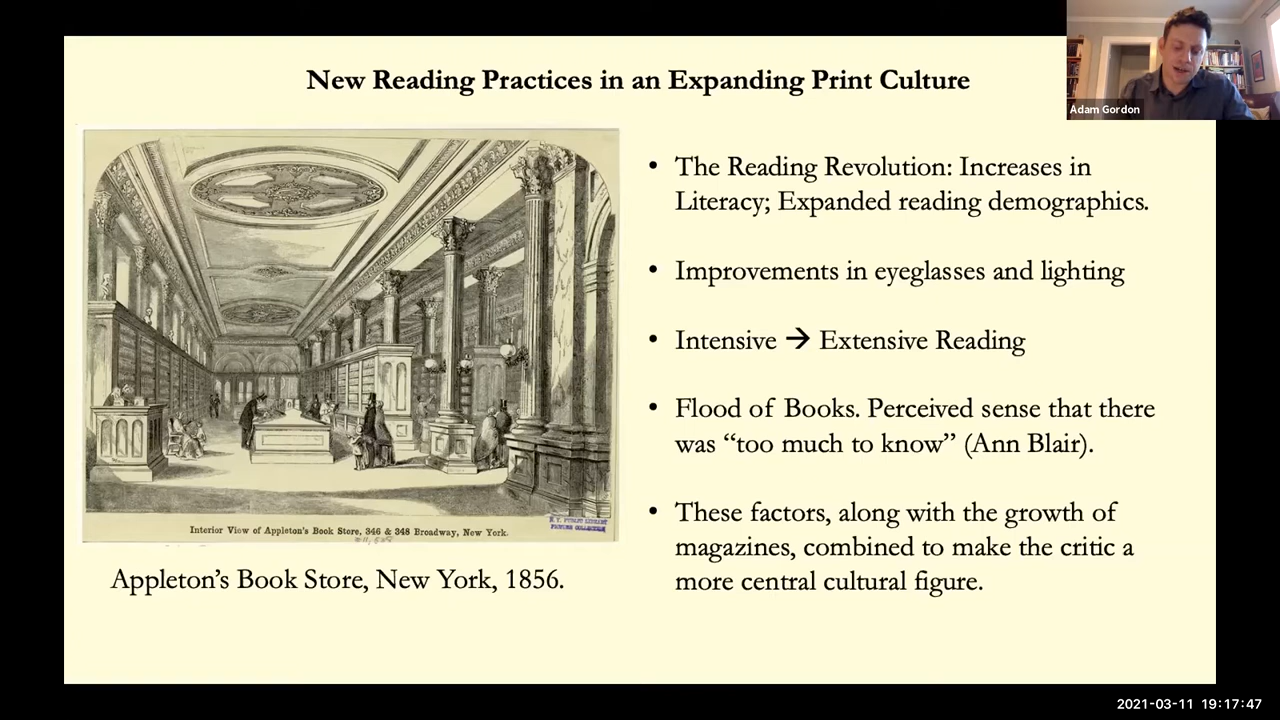 New Reading Practices in an Expanding Print Culture
Adam Gordon
• The Reading Revolution: Increases in
Literacy; Expanded reading demographics.
• Improvements in eyeglasses and lighting
• Intensive → Extensive Reading
• Flood of Books. Perceived sense that there
was “too much to know” (Ann Blair).
• These factors, along with the growth of
magazines, combined to make the critic a
more central cultural figure.
Interior View of Appleton's Book Store, 346 & 348 Broadway, New York.
Appleton’s Book Store, New York, 1856.
2021-03-11 19:17:47